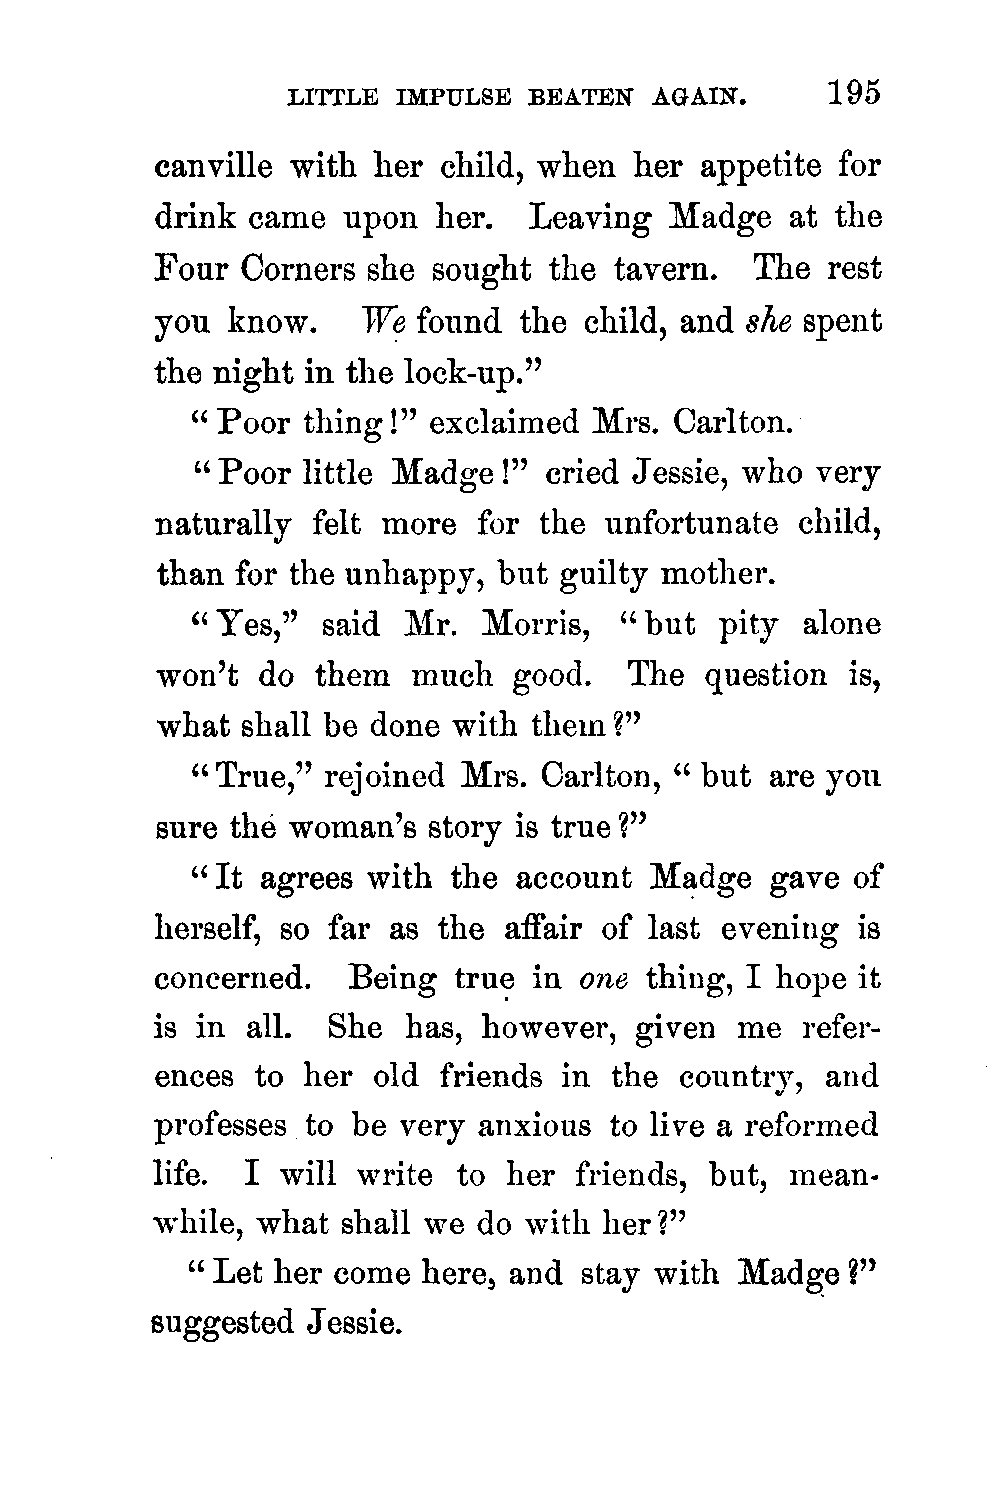 LITTLE IMPULSE BEATEN AGAIN. 195
canville with her child, when her appetite for
drink came upon her. Leaving Madge at the
Four Corners she sought the tavern. The rest
you know. We found the child, and she spent
the night in the lock-up.”
“Poor thing!” exclaimed Mrs. Carlton.
“Poor little Madge!” cried Jessie, who very
naturally felt more for the unfortunate child,
than for the unhappy, but guilty mother.
“Yes,” said Mr. Morris, “but pity alone
won’t do them much good. The question is,
what shall be done with them?”
“True,” rejoined Mrs. Carlton, “but are you
sure the woman’s story is true?”
“It agrees with the account Madge gave of
herself, so far as the affair of last evening is
concerned. Being true in one thing, I hope it
is in all. She has, however, given me refer-
ences to her old friends in the country, and
professes to be very anxious to live a reformed
life. I will write to her friends, but, mean-
while, what shall we do with her?”
“Let her come here, and stay with Madge?”
suggested Jessie.